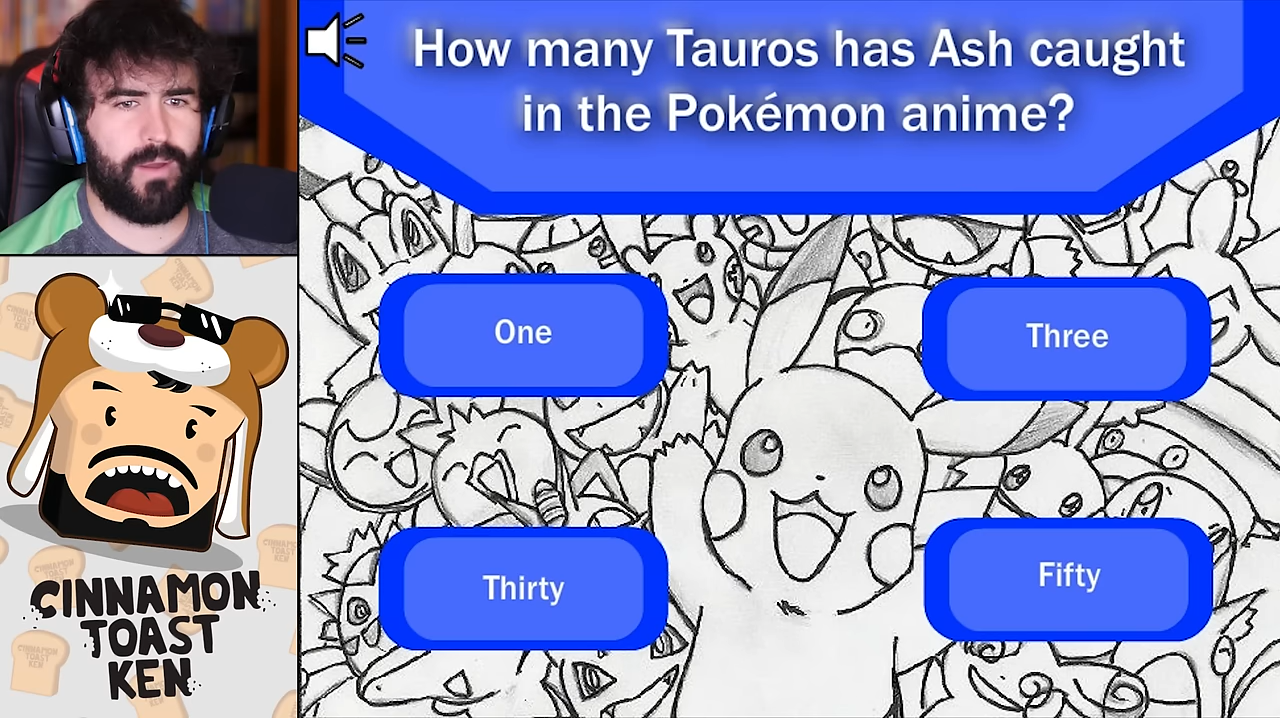 How many Tauros has Ash caught
in the Pokémon anime?
One
Three
Thirty
Fifty
CINNAMON
TOAST
KEN